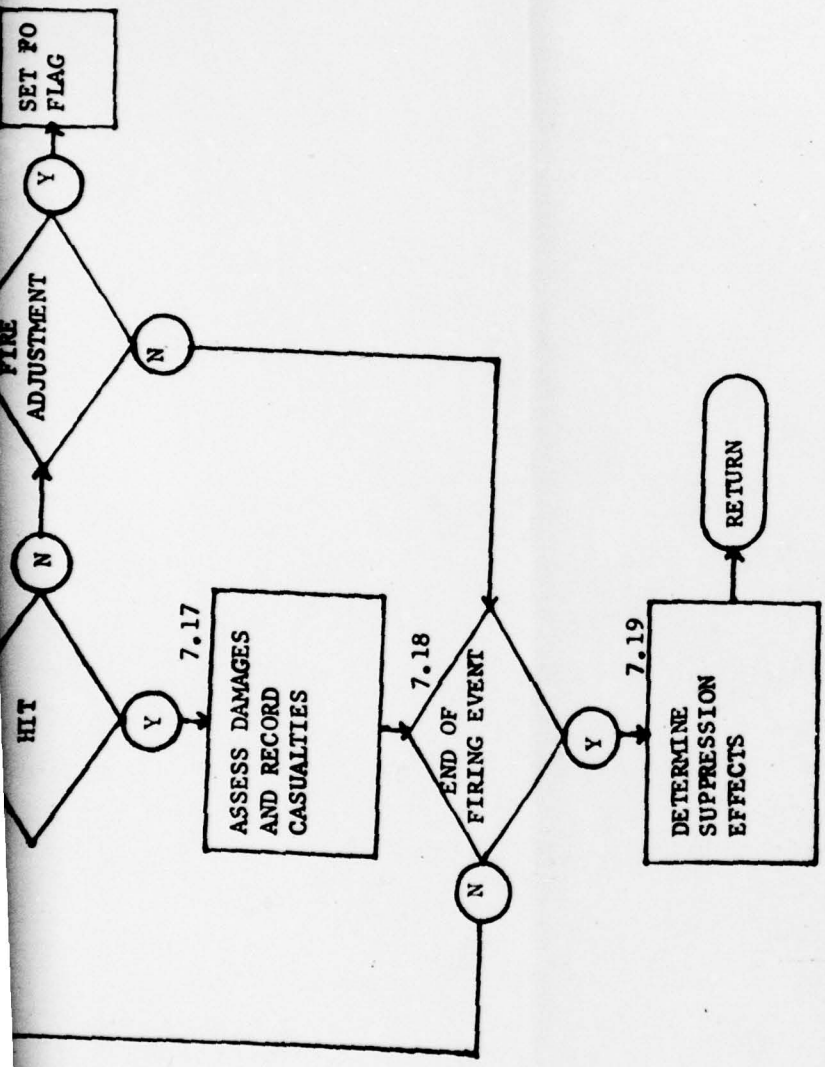 SET FO
FLAG
Y
FIRE
ADJUSTMENT
N
N
HIT
Y
7.17
ASSESS DAMAGES
AND RECORD
CASUALTIES
7.18
END OF
FIRING EVENT
N
Y
7.19
DETERMINE
SUPPRESSION
EFFECTS
RETURN